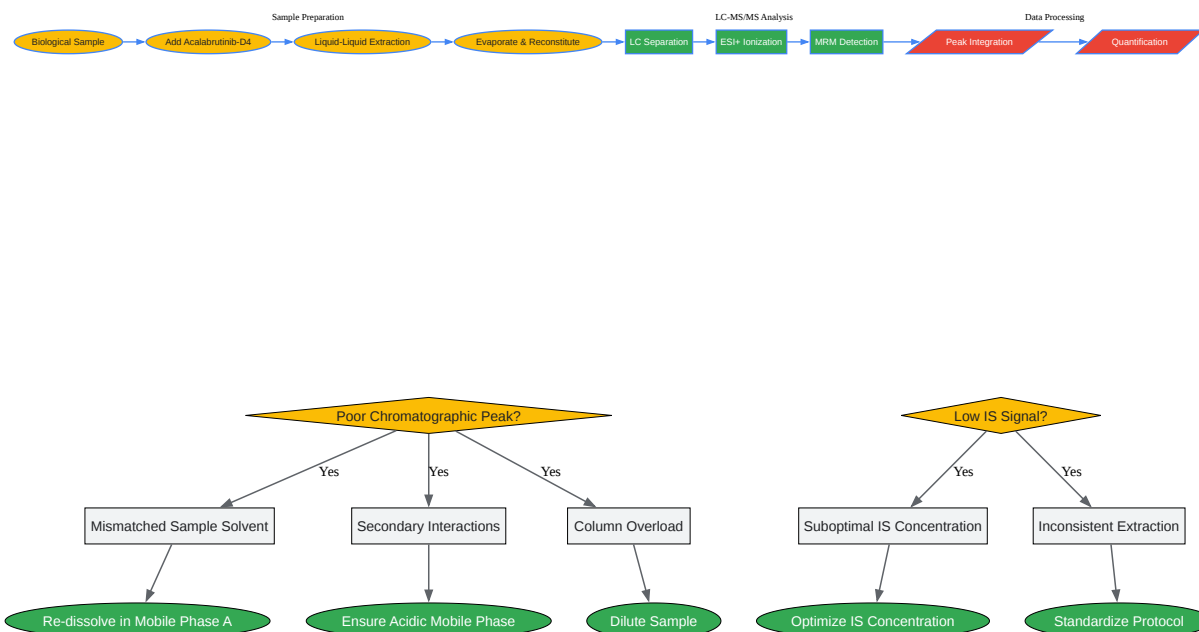 Sample Preparation
LC-MS/MS Analysis
Data Processing
Biological Sample
Add Acalabrutinib-D4
Liquid-Liquid Extraction
Evaporate & Reconstitute
LC Separation
ESI+ Ionization
MRM Detection
Peak Integration
Quantification
Poor Chromatographic Peak?
Low IS Signal?
Yes
Yes
Yes
Yes
Yes
Mismatched Sample Solvent
Secondary Interactions
Column Overload
Suboptimal IS Concentration
Inconsistent Extraction
Re-dissolve in Mobile Phase A
Ensure Acidic Mobile Phase
Dilute Sample
Optimize IS Concentration
Standardize Protocol